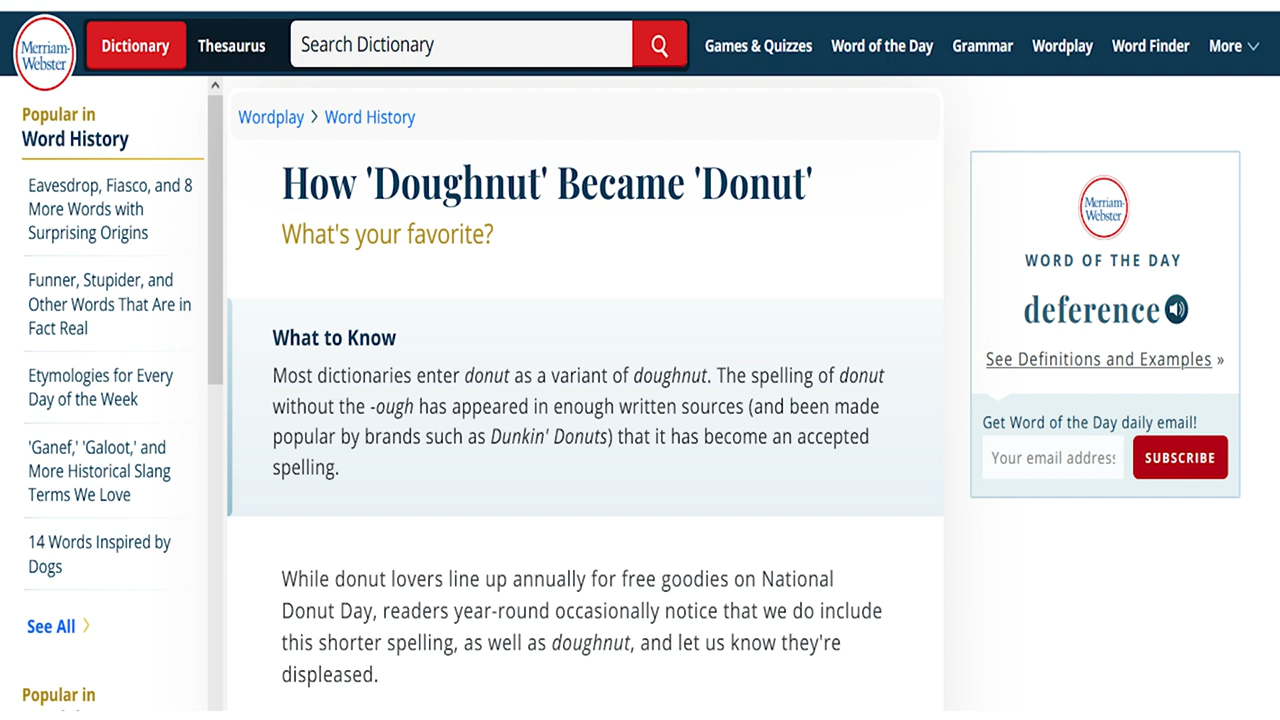 Merriam-
Webster
Dictionary
Thesaurus
Search Dictionary
Games & Quizzes
Word of the Day
Grammar
Wordplay
Word Finder
More
Popular in
Word History
Eavesdrop, Fiasco, and 8
More Words with
Surprising Origins
Funner, Stupider, and
Other Words That Are in
Fact Real
Etymologies for Every
Day of the Week
'Ganef,' 'Galoot,' and
More Historical Slang
Terms We Love
14 Words Inspired by
Dogs
See All
Popular in
Wordplay > Word History
How 'Doughnut' Became 'Donut'
What's your favorite?
What to Know
Most dictionaries enter donut as a variant of doughnut. The spelling of donut
without the -ough has appeared in enough written sources (and been made
popular by brands such as Dunkin' Donuts) that it has become an accepted
spelling.
While donut lovers line up annually for free goodies on National
Donut Day, readers year-round occasionally notice that we do include
this shorter spelling, as well as doughnut, and let us know they're
displeased.
Merriam-
Webster
WORD OF THE DAY
deference
See Definitions and Examples »
Get Word of the Day daily email!
Your email address
SUBSCRIBE